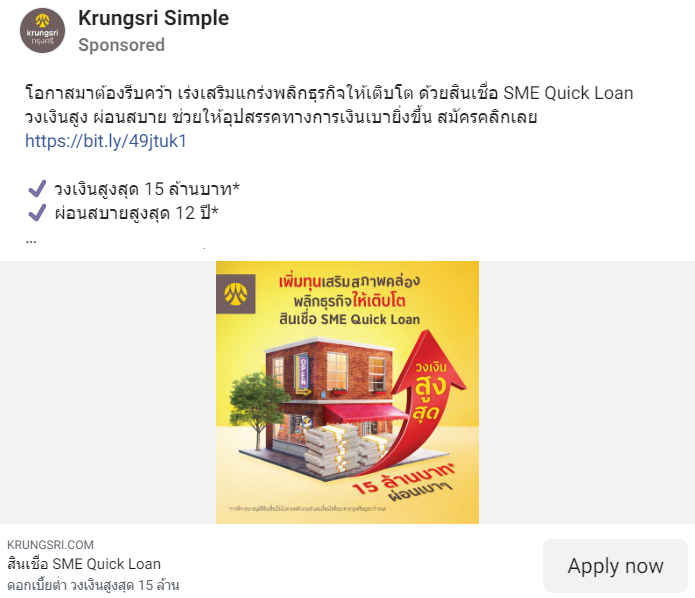 Krungsri Simple
Sponsored
krungsri
กรุงศรี
โอกาสมาต้องรีบคว้า เร่งเสริมแกร่งพลิกธุรกิจให้เติบโต ด้วยสินเชื่อ SME Quick Loan
วงเงินสูง ผ่อนสบาย ช่วยให้อุปสรรคทางการเงินเบายิ่งขึ้น สมัครคลิกเลย
https://bit.ly/49jtuk1
วงเงินสูงสุด 15 ล้านบาท*
ผ่อนสบายสูงสุด 12 ปี*
...
เพิ่มทุนเสริมสภาพคล่อง
พลิกธุรกิจให้เติบโต
สินเชื่อ SME Quick Loan
OPEN
วงเงิน
สูง
สุด
15 ล้านบาท*
ผ่อนเบาๆ
KRUNGSRI.COM
สินเชื่อ SME Quick Loan
ดอกเบี้ยต่ำ วงเงินสูงสุด 15 ล้าน
Apply now